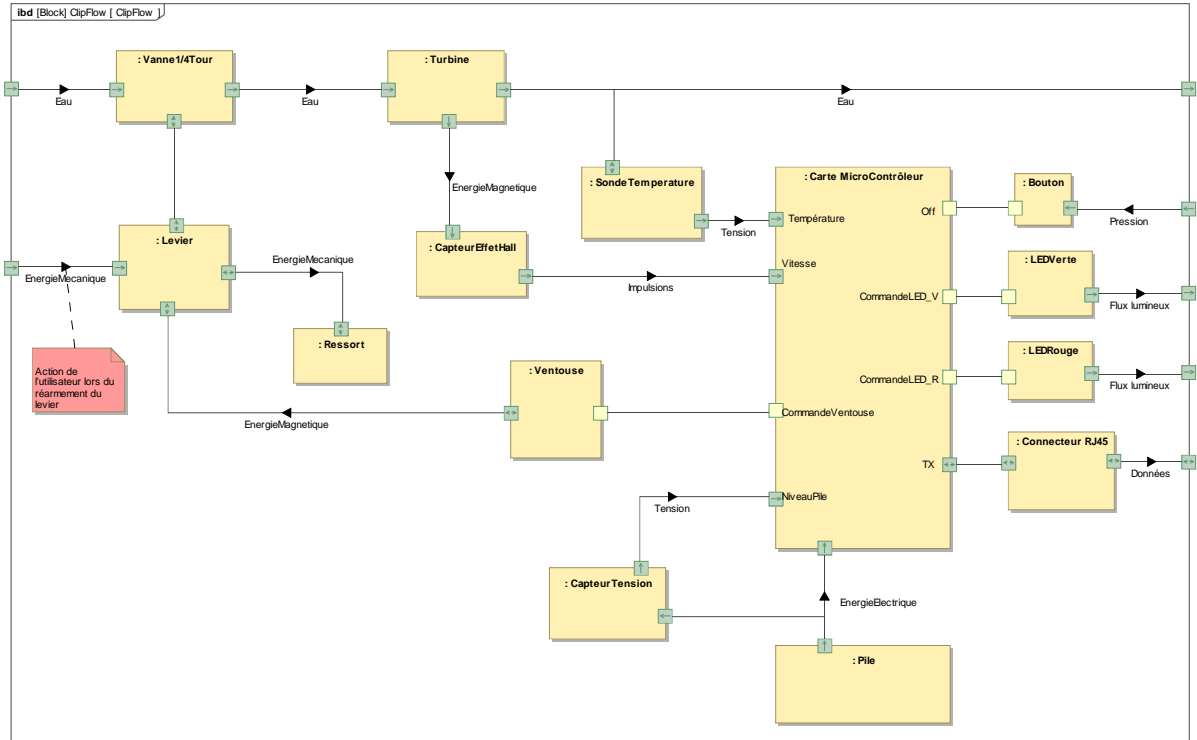 ibd [Block] ClipFlow [ ClipFlow ]
: Vanne1/4Tour
: Turbine
Eau
Eau
Eau
EnergieMagnetique
: SondeTemperature
: Carte MicroContrôleur
: Bouton
Off
Température
Tension
Pression
: Levier
: CapteurEffetHall
EnergieMecanique
EnergieMecanique
Vitesse
Impulsions
: LEDVerte
CommandeLED_V
Flux lumineux
: Ressort
: LEDRouge
Action de
l'utilisateur lors du
réarmement du
levier
: Ventouse
CommandeLED_R
Flux lumineux
EnergieMagnetique
CommandeVentouse
: Connecteur RJ45
TX
Données
NiveauPile
Tension
: CapteurTension
EnergieElectrique
: Pile